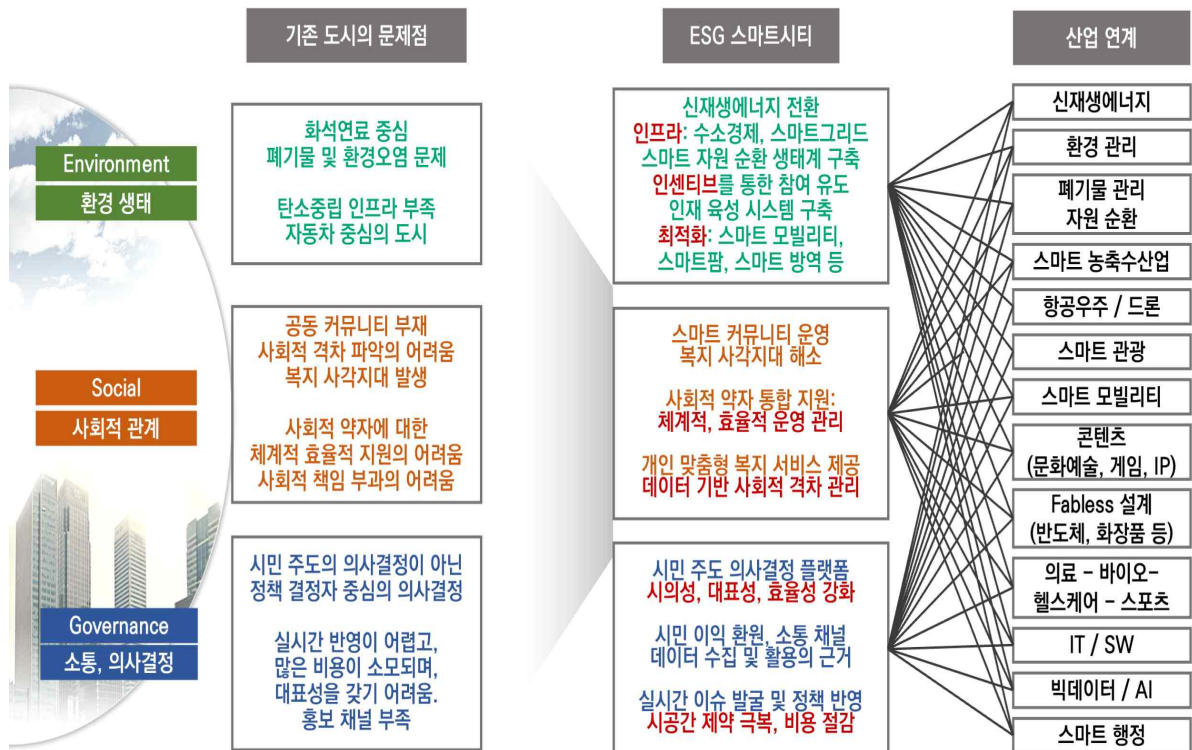 기존 도시의 문제점
ESG 스마트시티
산업 연계
Environment
환경 생태
화석연료 중심
폐기물 및 환경오염 문제
탄소중립 인프라 부족
자동차 중심의 도시
신재생에너지 전환
인프라: 수소경제, 스마트그리드
스마트 자원 순환 생태계 구축
인센티브를 통한 참여 유도
인재 육성 시스템 구축
최적화: 스마트 모빌리티,
스마트팜, 스마트 방역 등
Social
사회적 관계
공동 커뮤니티 부재
사회적 격차 파악의 어려움
복지 사각지대 발생
사회적 약자에 대한
체계적 효율적 지원의 어려움
사회적 책임 부과의 어려움
스마트 커뮤니티 운영
복지 사각지대 해소
사회적 약자 통합 지원:
체계적, 효율적 운영 관리
개인 맞춤형 복지 서비스 제공
데이터 기반 사회적 격차 관리
Governance
소통, 의사결정
시민 주도의 의사결정이 아닌
정책 결정자 중심의 의사결정
실시간 반영이 어렵고,
많은 비용이 소모되며,
대표성을 갖기 어려움.
홍보 채널 부족
시민 주도 의사결정 플랫폼
시의성, 대표성, 효율성 강화
시민 이익 환원, 소통 채널
데이터 수집 및 활용의 근거
실시간 이슈 발굴 및 정책 반영
시공간 제약 극복, 비용 절감
신재생에너지
환경 관리
폐기물 관리
자원 순환
스마트 농축수산업
항공우주 / 드론
스마트 관광
스마트 모빌리티
콘텐츠
(문화예술, 게임, IP)
Fabless 설계
(반도체, 화장품 등)
의료 - 바이오-
헬스케어 - 스포츠
IT / SW
빅데이터 / AI
스마트 행정